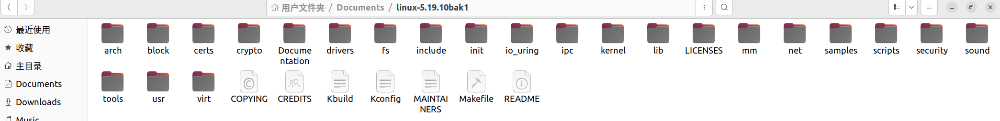 用户文件夹 / Documents / linux-5.19.10bak1
最近使用
收藏
主目录
Documents
Downloads
Music
arch block certs crypto Docume drivers fs include init io_uring ipc kernel lib LICENSES mm net samples scripts security sound
ntation
tools usr virt COPYING CREDITS Kbuild Kconfig MAINTAI Makefile README
NERS